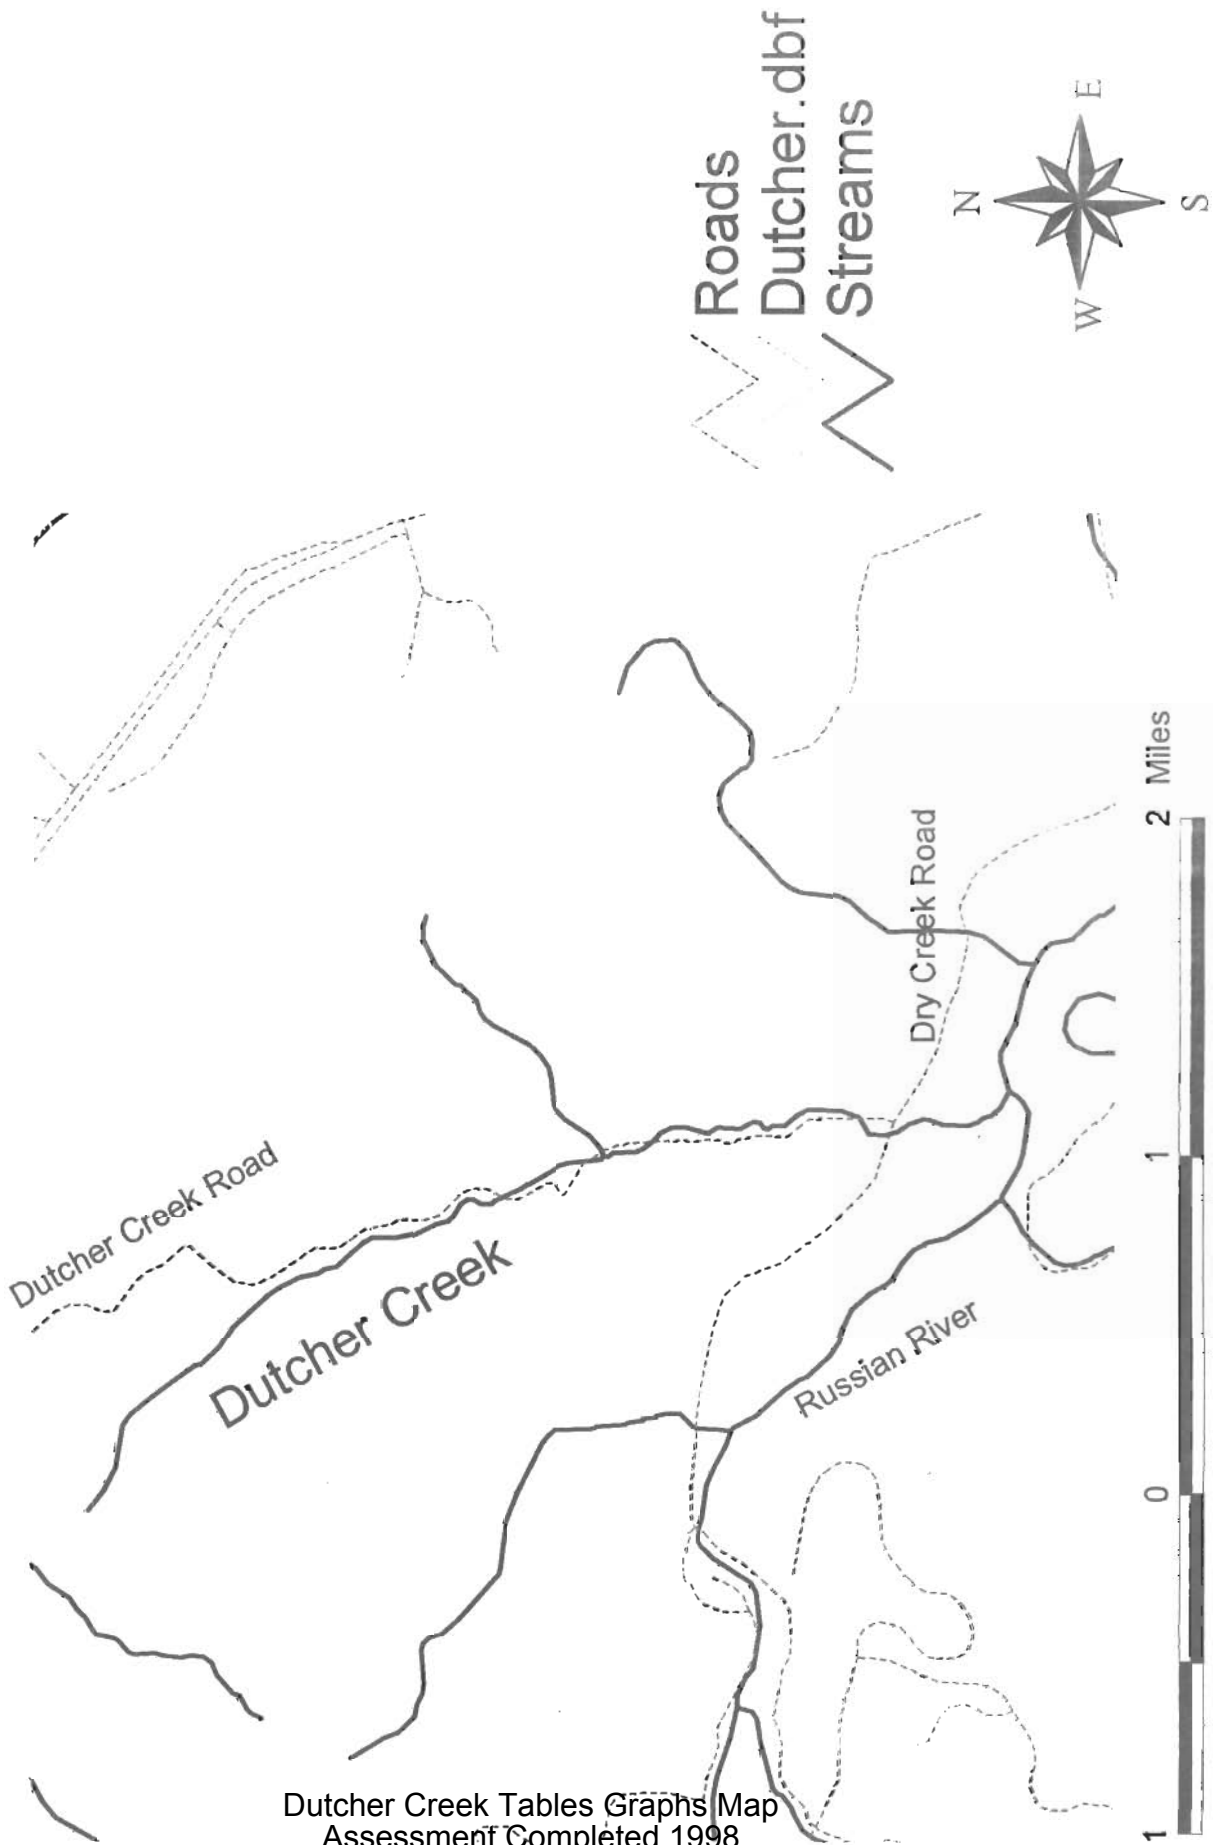 Roads
Dutcher.dbf
Streams
N
E
S
W
Dutcher Creek Road
Dutcher Creek
Dry Creek Road
Russian River
1
0
1
2 Miles
Dutcher Creek Tables Graphs Map
Assessment Completed 1998